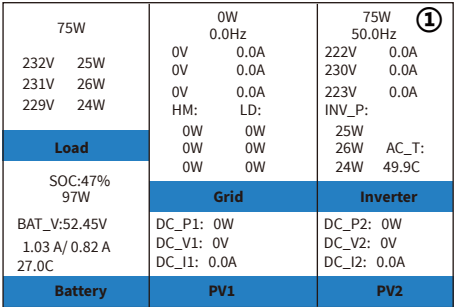 75W
232V 25W
231V 26W
229V 24W
Load
SOC:47%
97W
BAT_V:52.45V
1.03 A/ 0.82 A
27.0C
Battery
0W
0.0Hz
0V 0.0A
0V 0.0A
0V 0.0A
HM: LD:
0W 0W
0W 0W
0W 0W
Grid
DC_P1: 0W
DC_V1: 0V
DC_I1: 0.0A
PV1
75W ①
50.0Hz
222V 0.0A
230V 0.0A
223V 0.0A
INV_P:
25W
26W AC_T:
24W 49.9C
Inverter
DC_P2: 0W
DC_V2: 0V
DC_I2: 0.0A
PV2